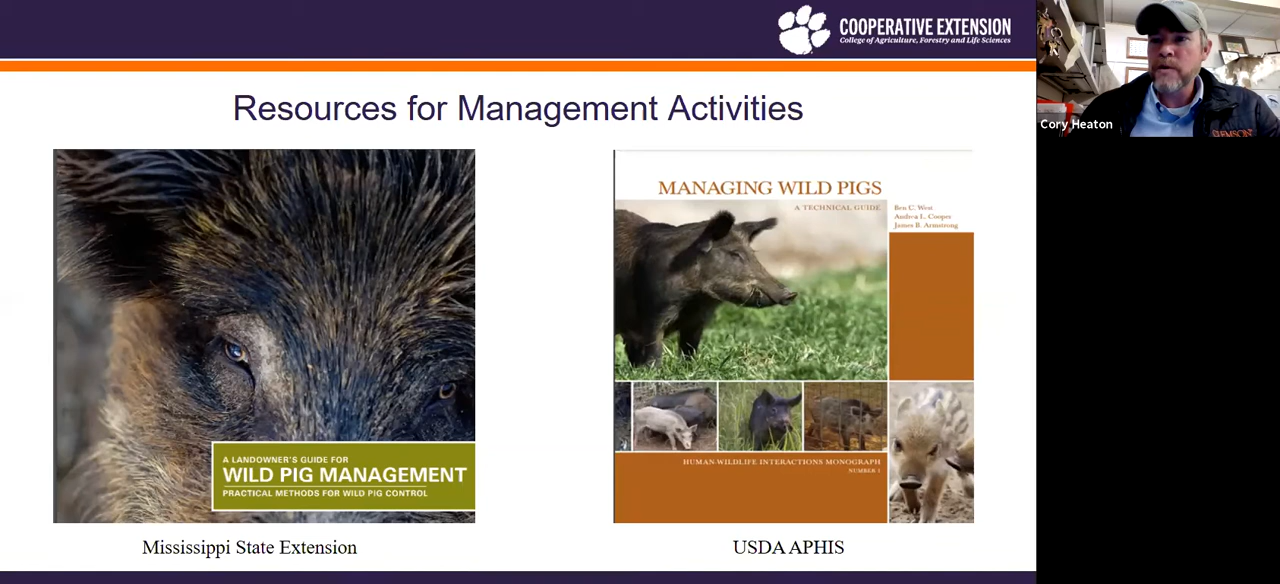 COOPERATIVE EXTENSION
College of Agriculture, Forestry and Life Sciences
Cory Heaton
CLEMSON
Resources for Management Activities
A LANDOWNER'S GUIDE FOR
WILD PIG MANAGEMENT
PRACTICAL METHODS FOR WILD PIG CONTROL
Mississippi State Extension
MANAGING WILD PIGS
A TECHNICAL GUIDE
Ben C. West
Andrea L. Cooper
James B. Armstrong
HUMAN-WILDLIFE INTERACTIONS MONOGRAPH
NUMBER 1
USDA APHIS